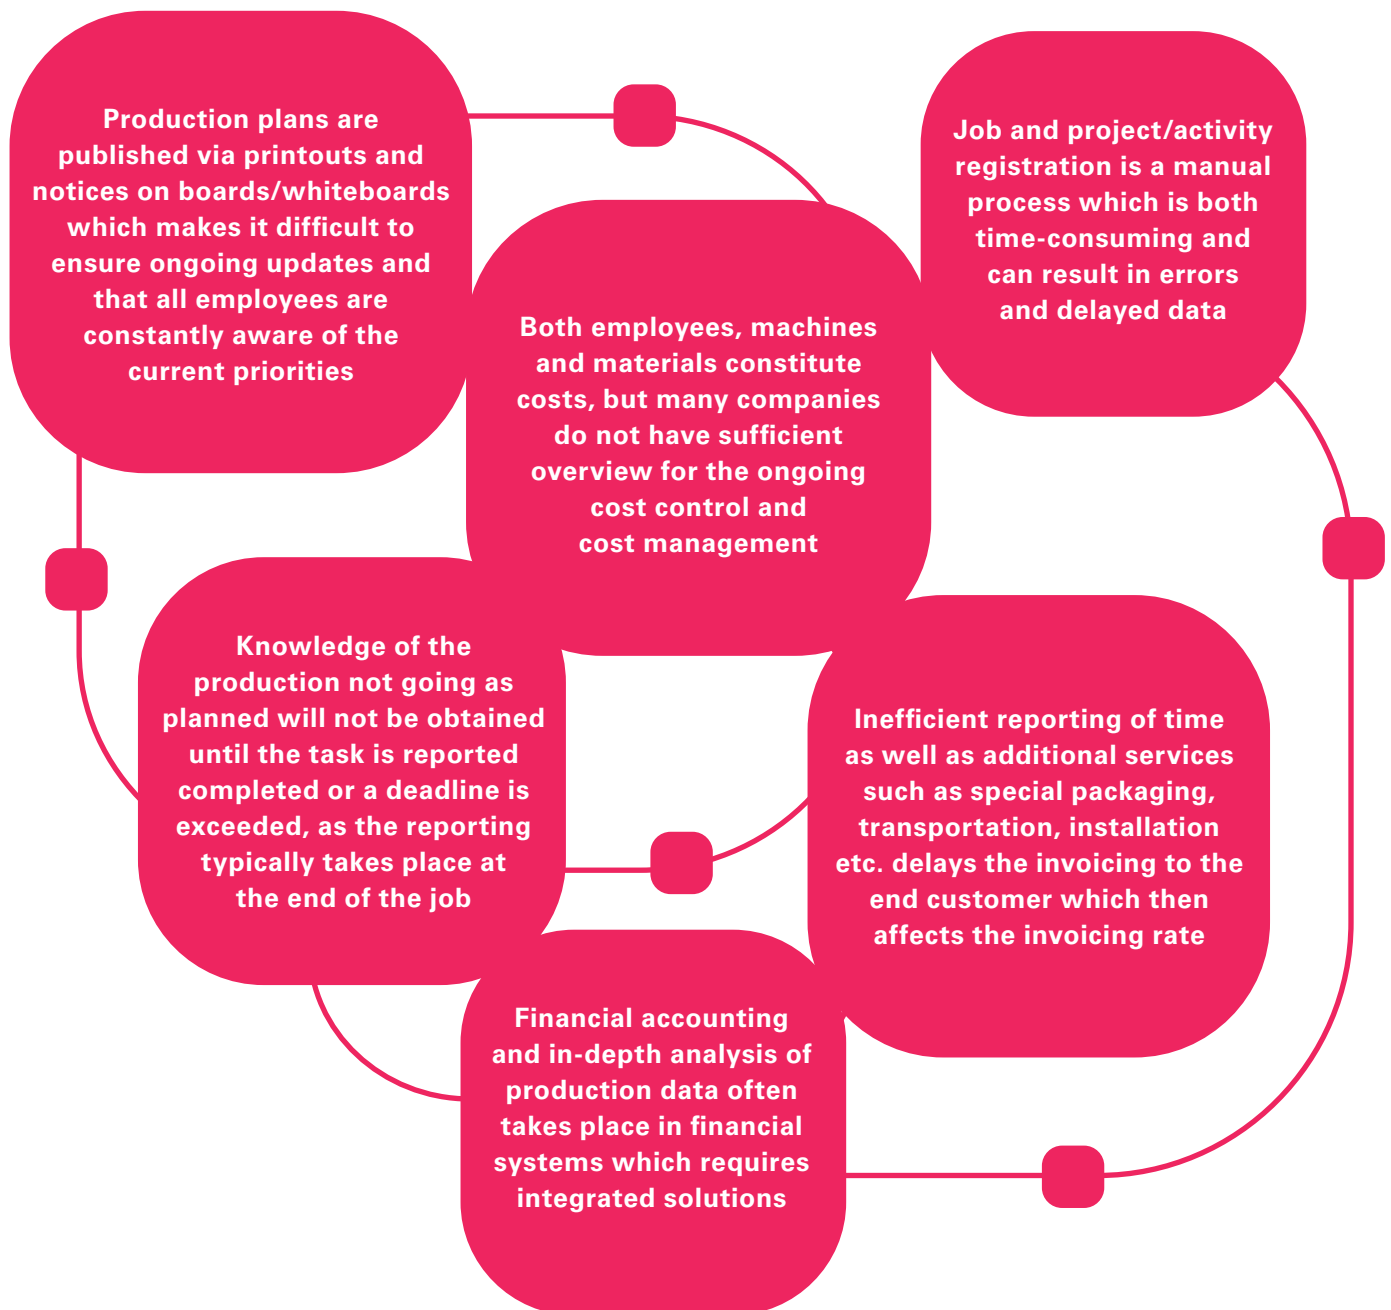 Production plans are
published via printouts and
notices on boards/whiteboards
which makes it difficult to
ensure ongoing updates and
that all employees are
constantly aware of the
current priorities
Job and project/activity
registration is a manual
process which is both
time-consuming and
can result in errors
and delayed data
Both employees, machines
and materials constitute
costs, but many companies
do not have sufficient
overview for the ongoing
cost control and
cost management
Knowledge of the
production not going as
planned will not be obtained
until the task is reported
completed or a deadline is
exceeded, as the reporting
typically takes place at
the end of the job
Inefficient reporting of time
as well as additional services
such as special packaging,
transportation, installation
etc. delays the invoicing to the
end customer which then
affects the invoicing rate
Financial accounting
and in-depth analysis of
production data often
takes place in financial
systems which requires
integrated solutions